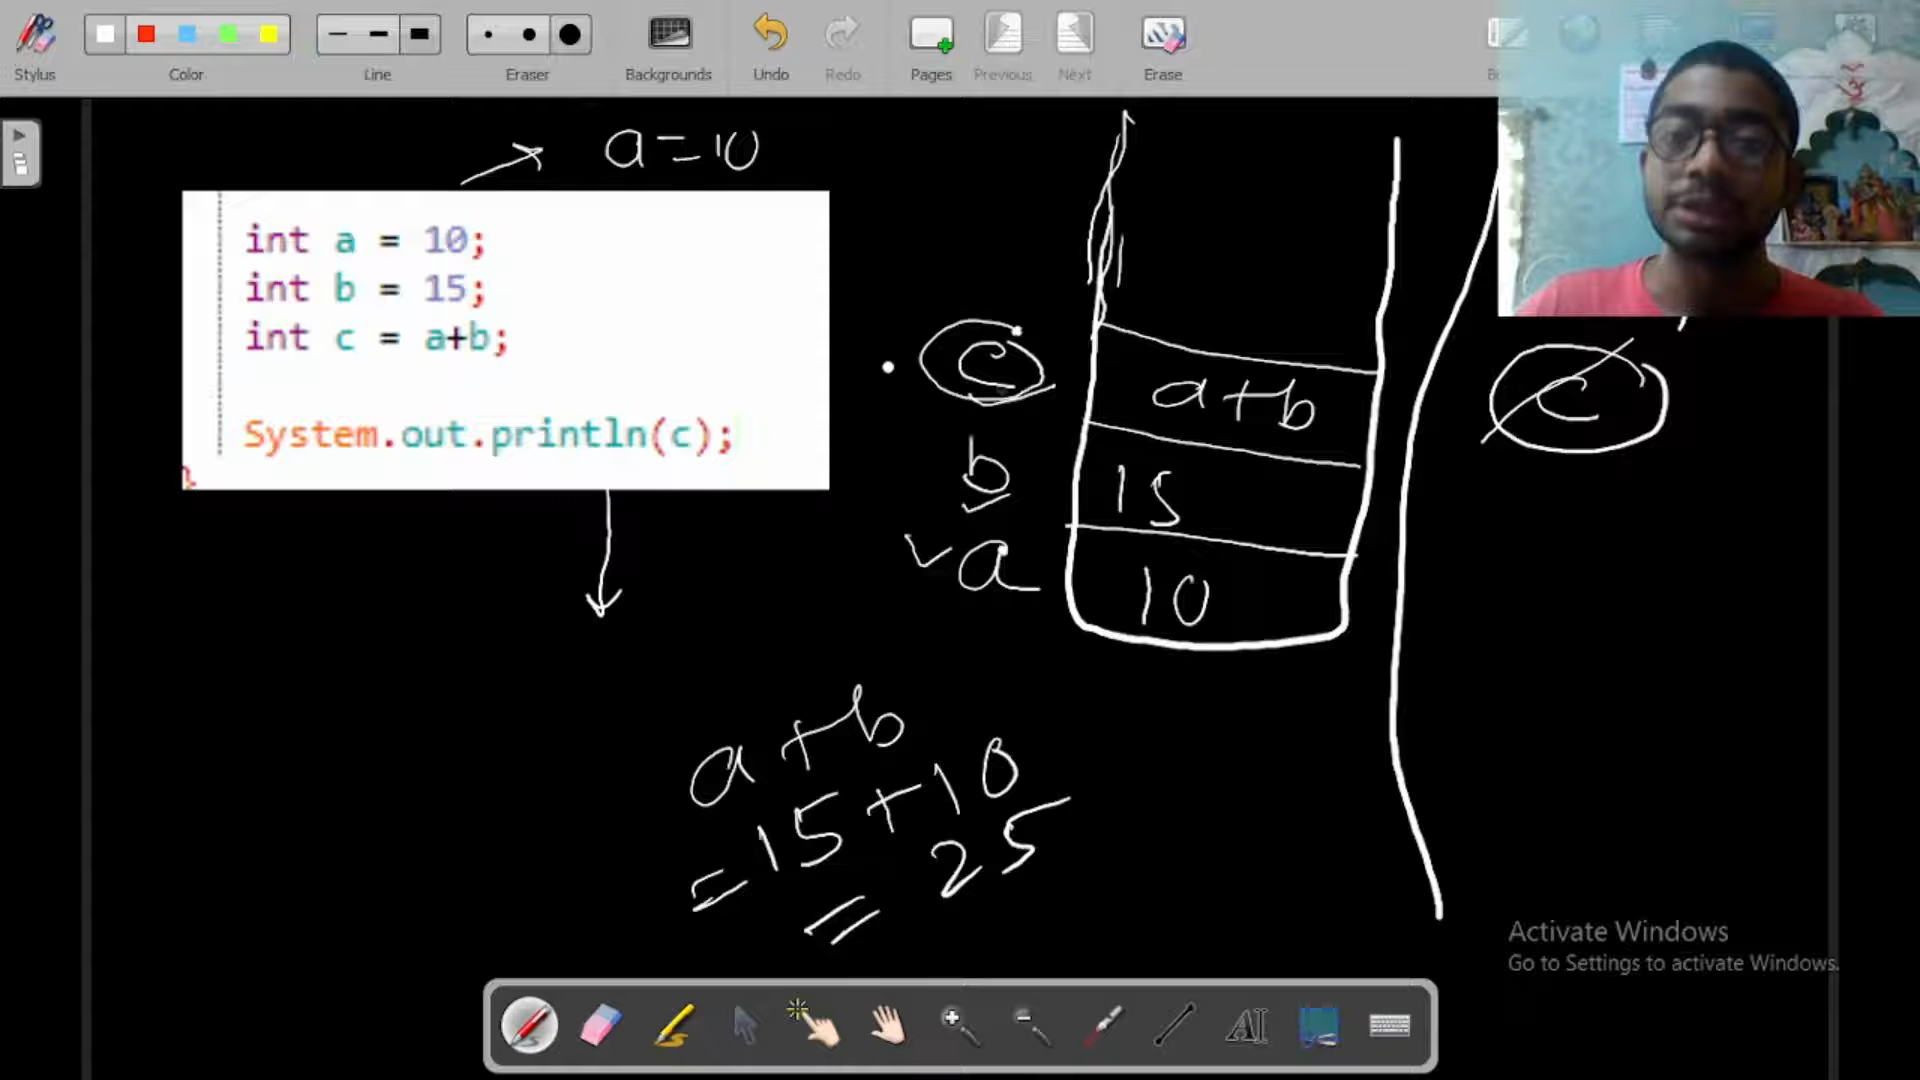 Stylus
Color
Line
Eraser
Backgrounds
Undo
Redo
Pages
Previous
Next
Erase
a=10
int a = 10;
int b = 15;
int c = a+b;
System.out.println(c);
}
c
a+b
b
15
a
10
c
a+b
=15+10
= 25
Activate Windows
Go to Settings to activate Windows.
AI